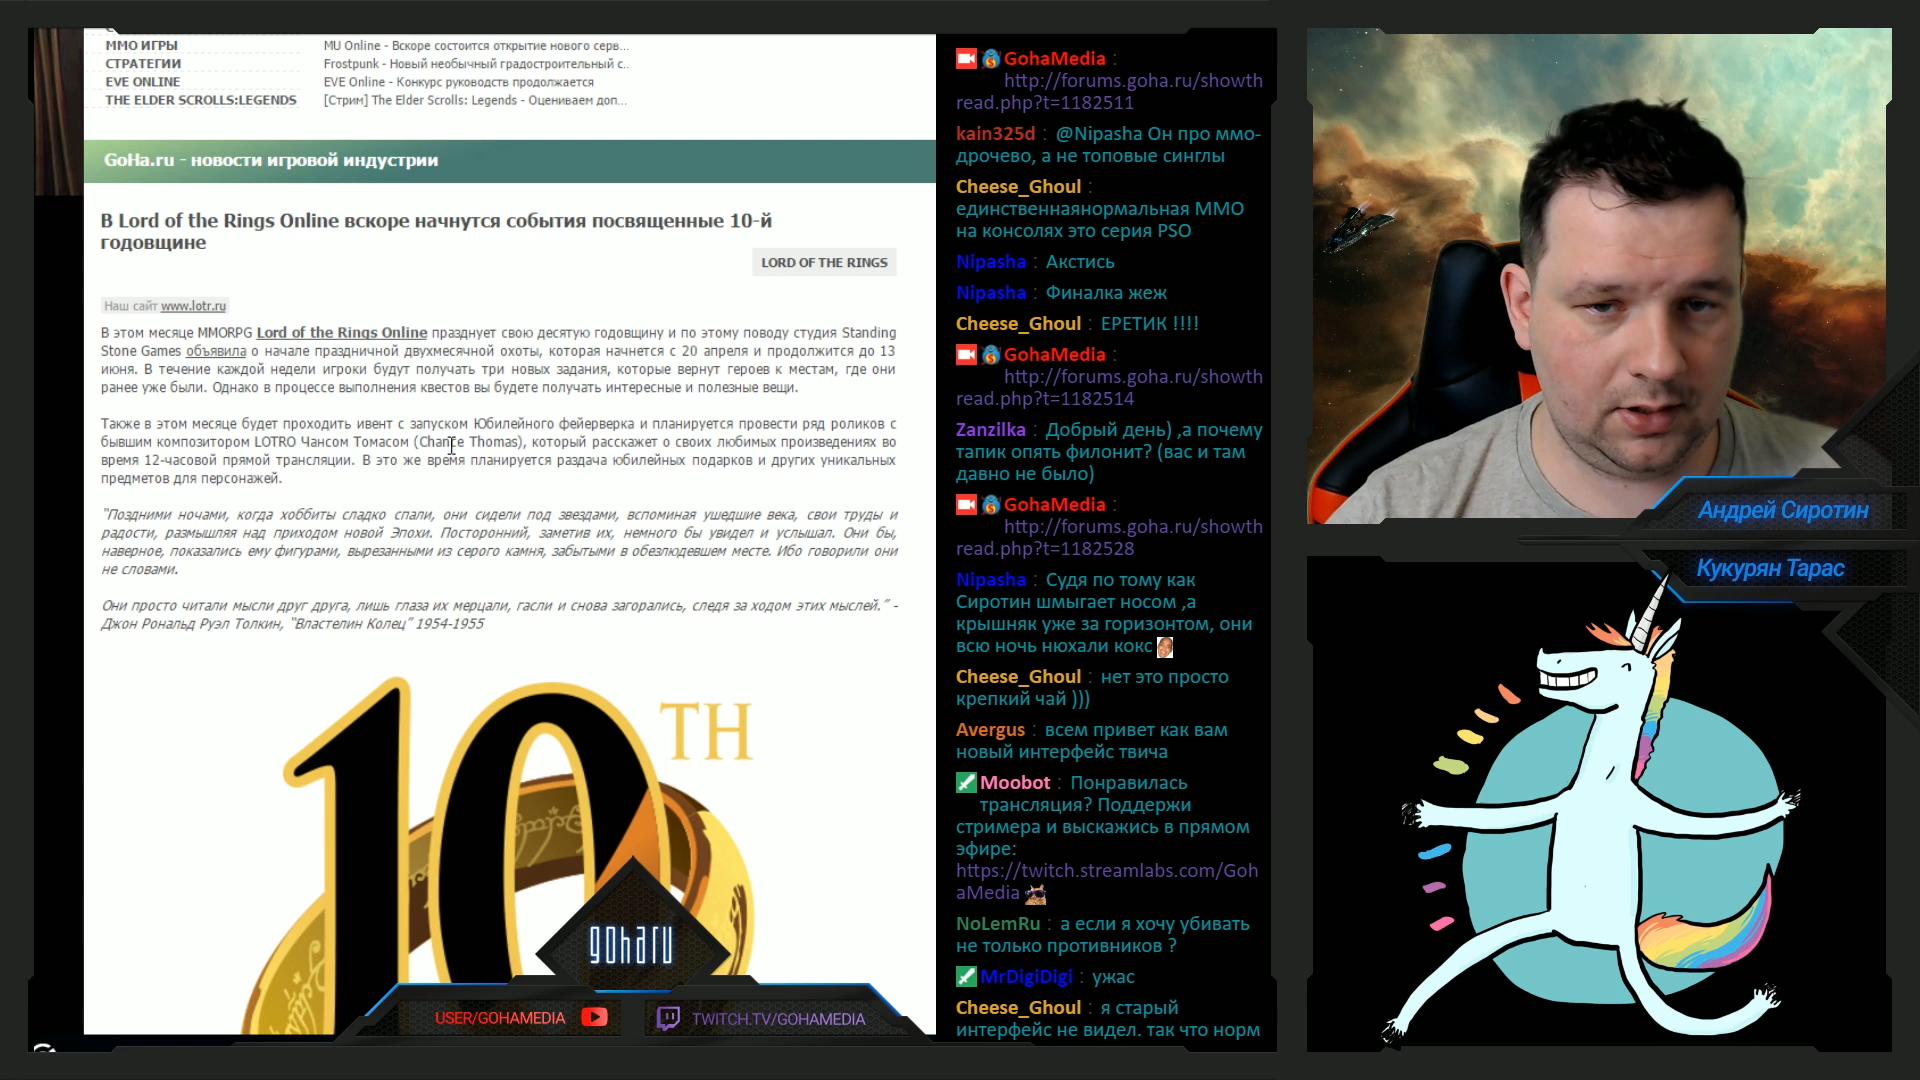 ММО ИГРЫ
MU Online - Вскоре состоится открытие нового серв...
СТРАТЕГИИ
Frostpunk - Новый необычный градостроительный с..
EVE ONLINE
EVE Online - Конкурс руководств продолжается
THE ELDER SCROLLS:LEGENDS
[Стрим] The Elder Scrolls: Legends - Оцениваем доп...
GoHa.ru - новости игровой индустрии
В Lord of the Rings Online вскоре начнутся события посвященные 10-й
годовщине
LORD OF THE RINGS
Наш сайт www.lotr.ru
В этом месяце MMORPG Lord of the Rings Online празднует свою десятую годовщину и по этому поводу студия Standing
Stone Games объявила о начале праздничной двухмесячной охоты, которая начнется с 20 апреля и продолжится до 13
июня. В течение каждой недели игроки будут получать три новых задания, которые вернут героев к местам, где они
ранее уже были. Однако в процессе выполнения квестов вы будете получать интересные и полезные вещи.
Также в этом месяце будет проходить ивент с запуском Юбилейного фейерверка и планируется провести ряд роликов с
бывшим композитором LOTRO Чансом Томасом (Chance Thomas), который расскажет о своих любимых произведениях во
время 12-часовой прямой трансляции. В это же время планируется раздача юбилейных подарков и других уникальных
предметов для персонажей.
"Поздними ночами, когда хоббиты сладко спали, они сидели под звездами, вспоминая ушедшие века, свои труды и
радости, размышляя над приходом новой Эпохи. Посторонний, заметив их, немного бы увидел и услышал. Они бы,
наверное, показались ему фигурами, вырезанными из серого камня, забытыми в обезлюдевшем месте. Ибо говорили они
не словами.
Они просто читали мысли друг друга, лишь глаза их мерцали, гасли и снова загорались, следя за ходом этих мыслей." -
Джон Рональд Руэл Толкин, "Властелин Колец" 1954-1955
10TH
goharu
USER/GOHAMEDIA
TWITCH.TV/GOHAMEDIA
GohaMedia :
http://forums.goha.ru/showth
read.php?t=1182511
kain325d : @Nipasha Он про ммо-
дрочево, а не топовые синглы
Cheese_Ghoul :
единственнаянормальная ММО
на консолях это серия PSO
Nipasha : Акстись
Nipasha : Финалка жеж
Cheese_Ghoul : ЕРЕТИК !!!!
GohaMedia :
http://forums.goha.ru/showth
read.php?t=1182514
Zanzilka : Добрый день) ,а почему
тапик опять филонит? (вас и там
давно не было)
GohaMedia :
http://forums.goha.ru/showth
read.php?t=1182528
Nipasha : Судя по тому как
Сиротин шмыгает носом ,а
крышняк уже за горизонтом, они
всю ночь нюхали кокс
Cheese_Ghoul : нет это просто
крепкий чай )))
Avergus : всем привет как вам
новый интерфейс твича
Moobot : Понравилась
трансляция? Поддержи
стримера и выскажись в прямом
эфире:
https://twitch.streamlabs.com/Goh
aMedia
NoLemRu : а если я хочу убивать
не только противников ?
MrDigiDigi : ужас
Cheese_Ghoul : я старый
интерфейс не видел. так что норм
Андрей Сиротин
Кукурян Тарас